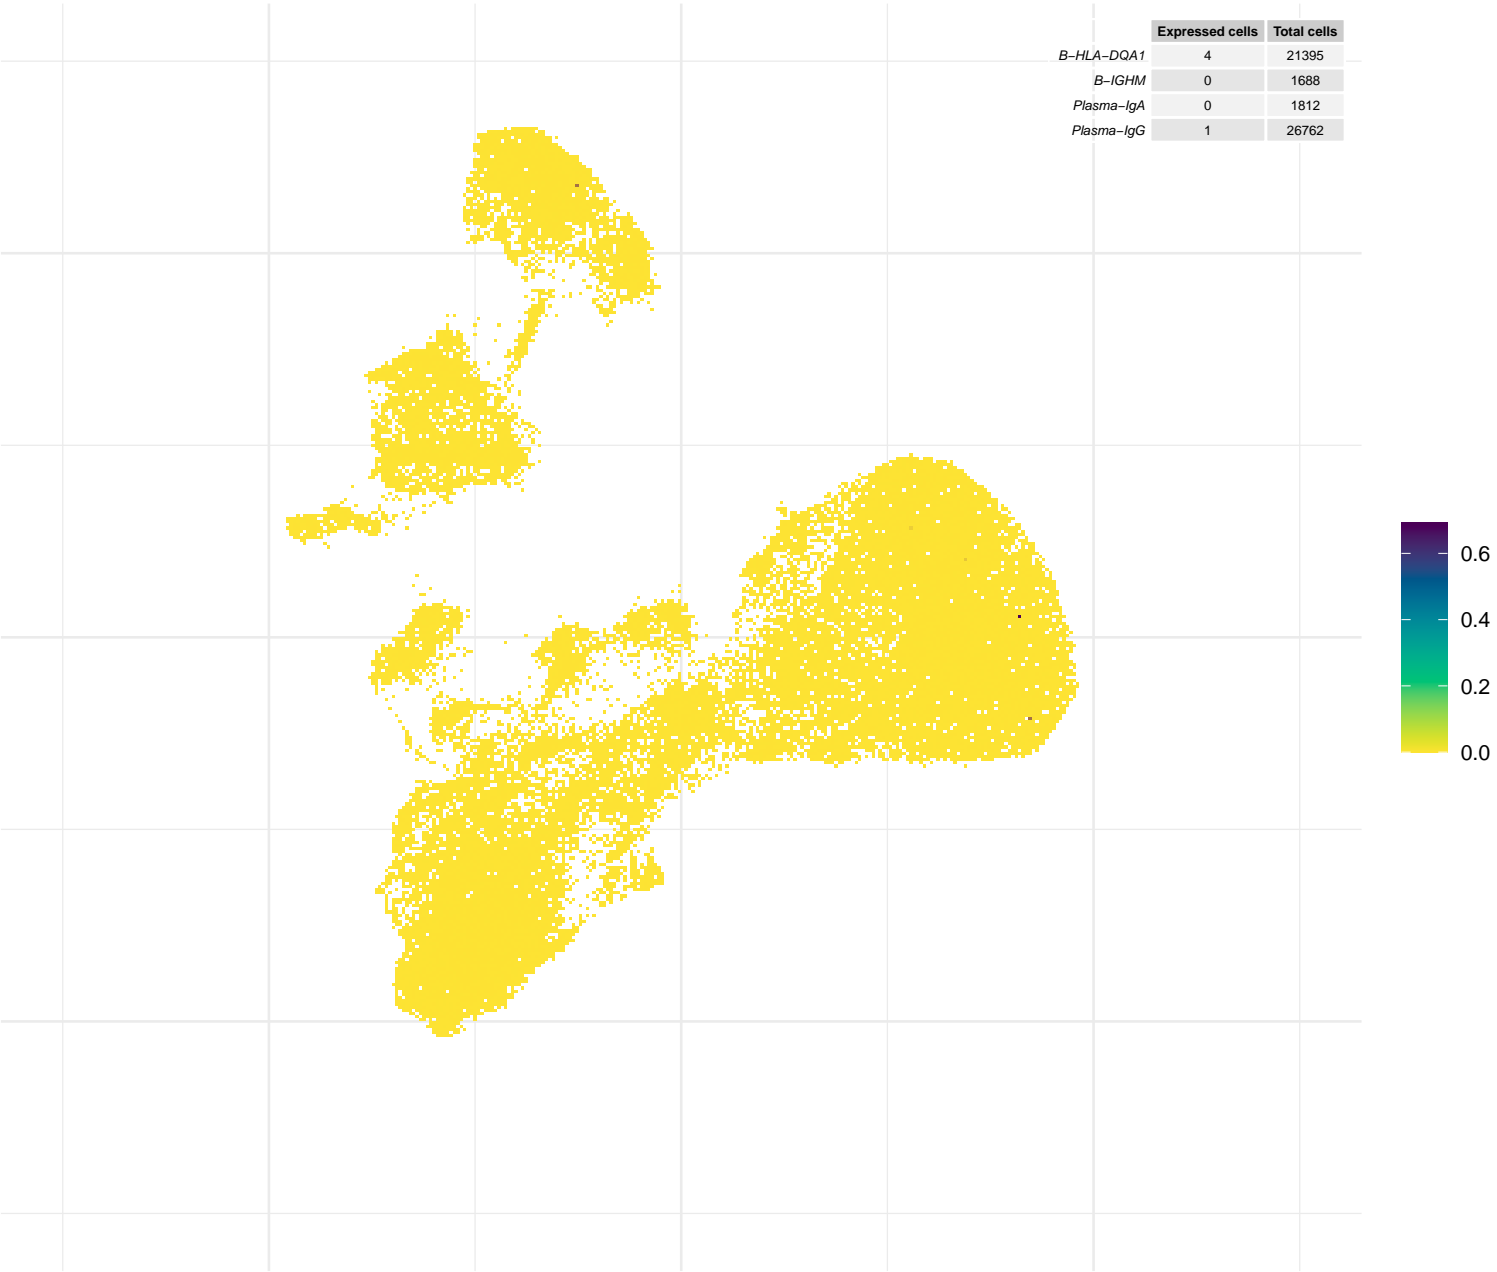 Expressed cells Total cells
B−HLA−DQA1 4 21395
B−IGHM 0 1688
Plasma−IgA 0 1812
Plasma−IgG 1 26762
0.6
0.4
0.2
0.0